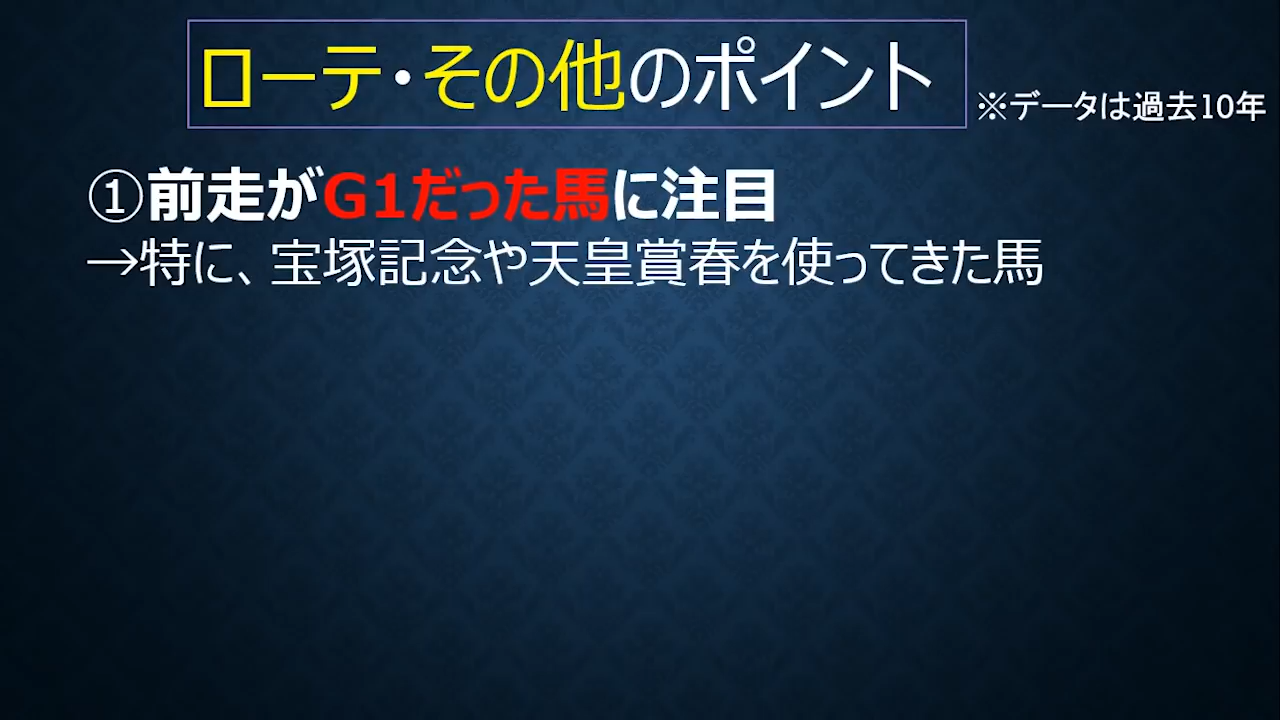 ローテ・その他のポイント
※データは過去10年
①前走がG1だった馬に注目
→特に、宝塚記念や天皇賞春を使ってきた馬